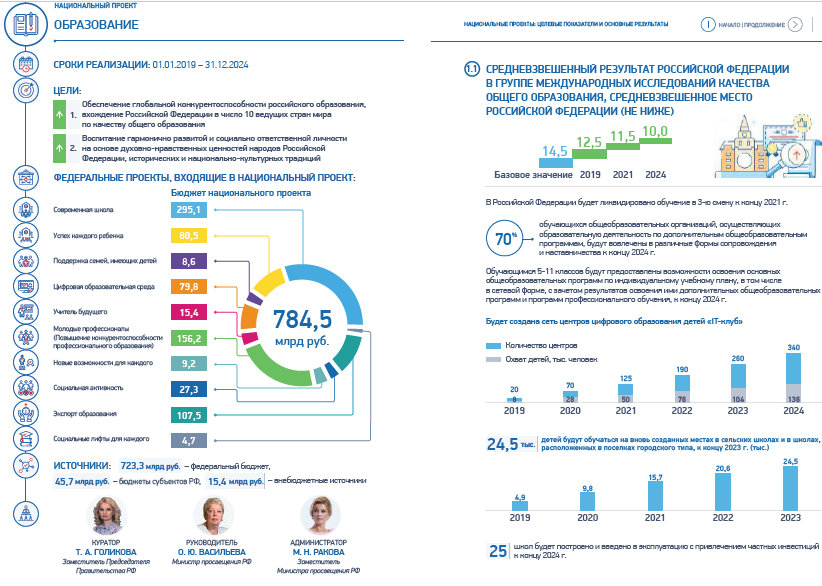 НАЦИОНАЛЬНЫЙ ПРОЕКТ
ОБРАЗОВАНИЕ
СРОКИ РЕАЛИЗАЦИИ: 01.01.2019 – 31.12.2024
ЦЕЛИ:
1. Обеспечение глобальной конкурентоспособности российского образования,
вхождение Российской Федерации в число 10 ведущих стран мира
по качеству общего образования
2. Воспитание гармонично развитой и социально ответственной личности
на основе духовно-нравственных ценностей народов Российской
Федерации, исторических и национально-культурных традиций
ФЕДЕРАЛЬНЫЕ ПРОЕКТЫ, ВХОДЯЩИЕ В НАЦИОНАЛЬНЫЙ ПРОЕКТ:
Бюджет национального проекта
Современная школа 295,1
Успех каждого ребенка 80,5
Поддержка семей, имеющих детей 8,6
Цифровая образовательная среда 79,8
Учитель будущего 15,4
Молодые профессионалы
(Повышение конкурентоспособности
профессионального образования) 156,2
Новые возможности для каждого 9,2
Социальная активность 27,3
Экспорт образования 107,5
Социальные лифты для каждого 4,7
784,5
млрд руб.
ИСТОЧНИКИ: 723,3 млрд руб. – федеральный бюджет,
45,7 млрд руб. – бюджеты субъектов РФ, 15,4 млрд руб. – внебюджетные источники
КУРАТОР
Т. А. ГОЛИКОВА
Заместитель Председателя
Правительства РФ
РУКОВОДИТЕЛЬ
О. Ю. ВАСИЛЬЕВА
Министр просвещения РФ
АДМИНИСТРАТОР
М. Н. РАКОВА
Заместитель
Министра просвещения РФ
НАЦИОНАЛЬНЫЕ ПРОЕКТЫ: ЦЕЛЕВЫЕ ПОКАЗАТЕЛИ И ОСНОВНЫЕ РЕЗУЛЬТАТЫ
НАЧАЛО | ПРОДОЛЖЕНИЕ
1.1 СРЕДНЕВЗВЕШЕННЫЙ РЕЗУЛЬТАТ РОССИЙСКОЙ ФЕДЕРАЦИИ
В ГРУППЕ МЕЖДУНАРОДНЫХ ИССЛЕДОВАНИЙ КАЧЕСТВА
ОБЩЕГО ОБРАЗОВАНИЯ, СРЕДНЕВЗВЕШЕННОЕ МЕСТО
РОССИЙСКОЙ ФЕДЕРАЦИИ (НЕ НИЖЕ)
14,5 12,5 11,5 10,0
Базовое значение 2019 2021 2024
В Российской Федерации будет ликвидировано обучение в 3-ю смену к концу 2021 г.
70%
обучающихся общеобразовательных организаций, осуществляющих
образовательную деятельность по дополнительным общеобразовательным
программам, будут вовлечены в различные формы сопровождения
и наставничества к концу 2024 г.
Обучающимся 5-11 классов будут предоставлены возможности освоения основных
общеобразовательных программ по индивидуальному учебному плану, в том числе
в сетевой форме, с зачетом результатов освоения ими дополнительных общеобразовательных
программ и программ профессионального обучения, к концу 2024 г.
Будет создана сеть центров цифрового образования детей «IT-клуб»
Количество центров
Охват детей, тыс. человек
20 70 125 190 260 340
8 28 50 76 104 136
2019 2020 2021 2022 2023 2024
24,5 тыс. детей будут обучаться на вновь созданных местах в сельских школах и в школах,
расположенных в поселках городского типа, к концу 2023 г. (тыс.)
4,9 9,8 15,7 20,6 24,5
2019 2020 2021 2022 2023
25 школ будет построено и введено в эксплуатацию с привлечением частных инвестиций
к концу 2024 г.